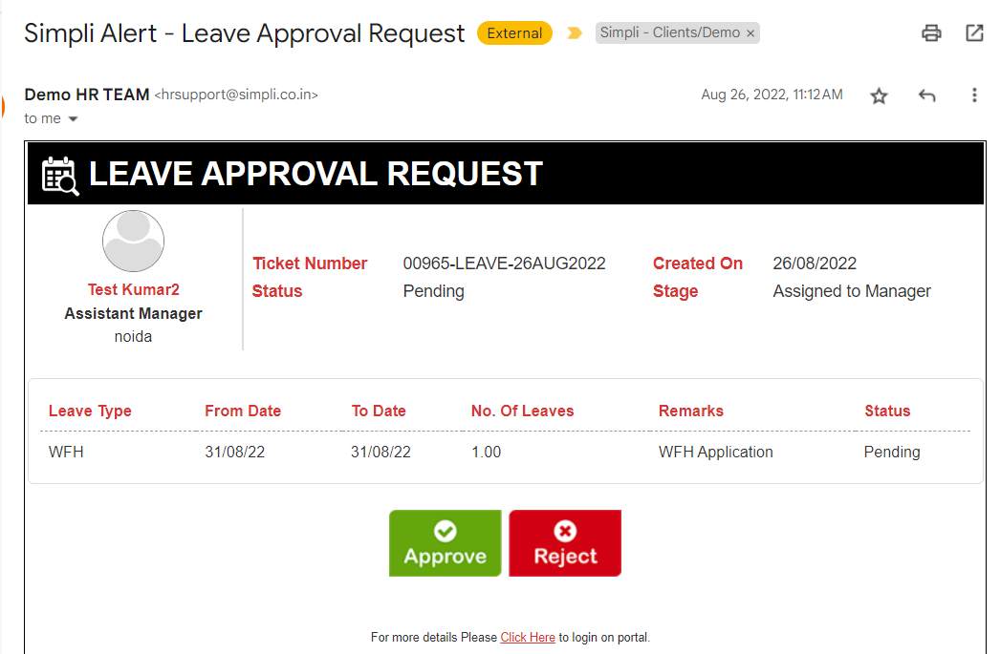 Simpli Alert - Leave Approval Request External Simpli - Clients/Demo ×
Demo HR TEAM <hrsupport@simpli.co.in> Aug 26, 2022, 11:12 AM
to me
LEAVE APPROVAL REQUEST
Test Kumar2
Assistant Manager
noida
Ticket Number 00965-LEAVE-26AUG2022 Created On 26/08/2022
Status Pending Stage Assigned to Manager
Leave Type From Date To Date No. Of Leaves Remarks Status
WFH 31/08/22 31/08/22 1.00 WFH Application Pending
Approve Reject
For more details Please Click Here to login on portal.